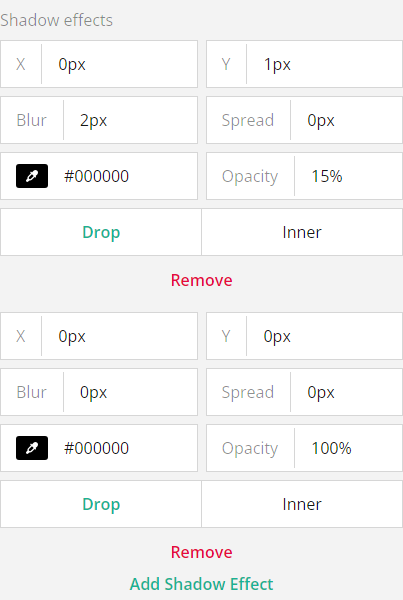 Shadow effects
X 0px Y 1px
Blur 2px Spread 0px
#000000 Opacity 15%
Drop Inner
Remove
X 0px Y 0px
Blur 0px Spread 0px
#000000 Opacity 100%
Drop Inner
Remove
Add Shadow Effect